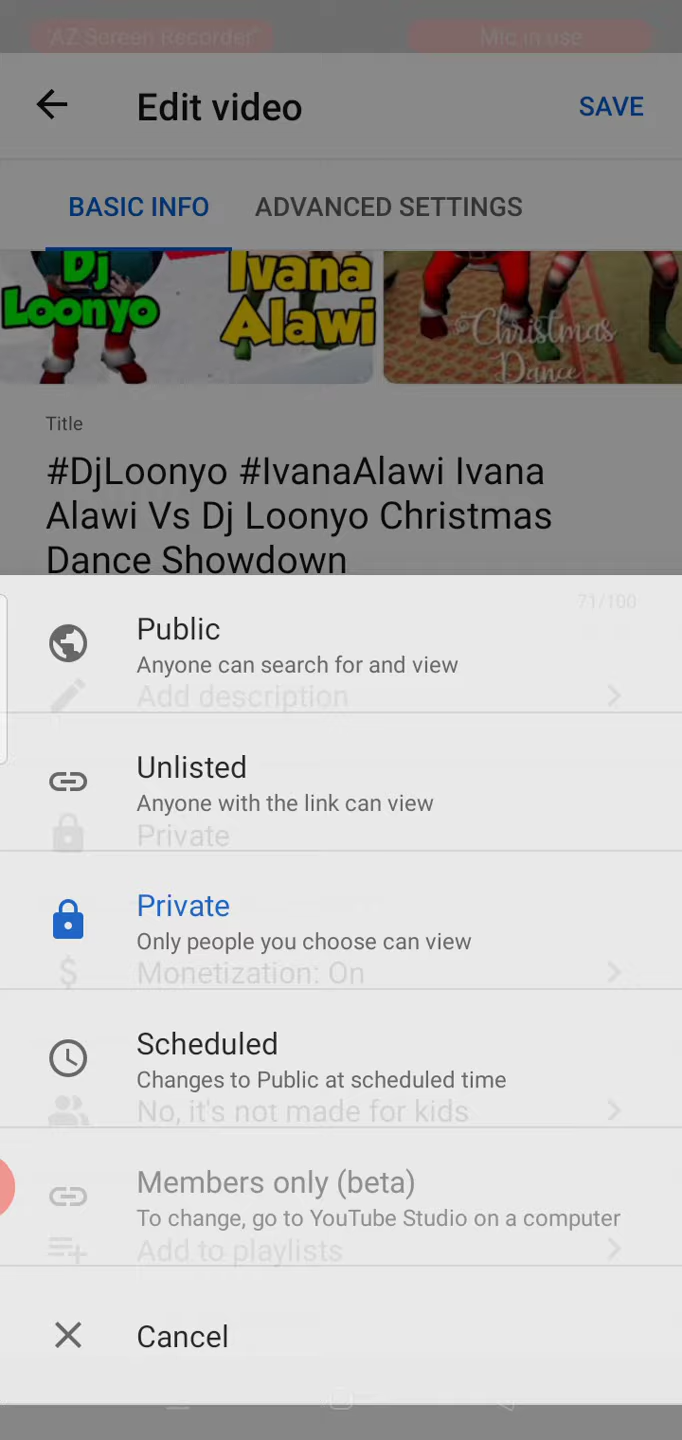 "AZ Screen Recorder"
Mic in use
Edit video
SAVE
BASIC INFO
ADVANCED SETTINGS
Dj
Loonyo
Ivana
Alawi
Christmas
Dance
Title
#DjLoonyo #IvanaAlawi Ivana
Alawi Vs Dj Loonyo Christmas
Dance Showdown
71/100
Public
Anyone can search for and view
Add description
Unlisted
Anyone with the link can view
Private
Private
Only people you choose can view
Monetization: On
Scheduled
Changes to Public at scheduled time
No, it's not made for kids
Members only (beta)
To change, go to YouTube Studio on a computer
Add to playlists
Cancel